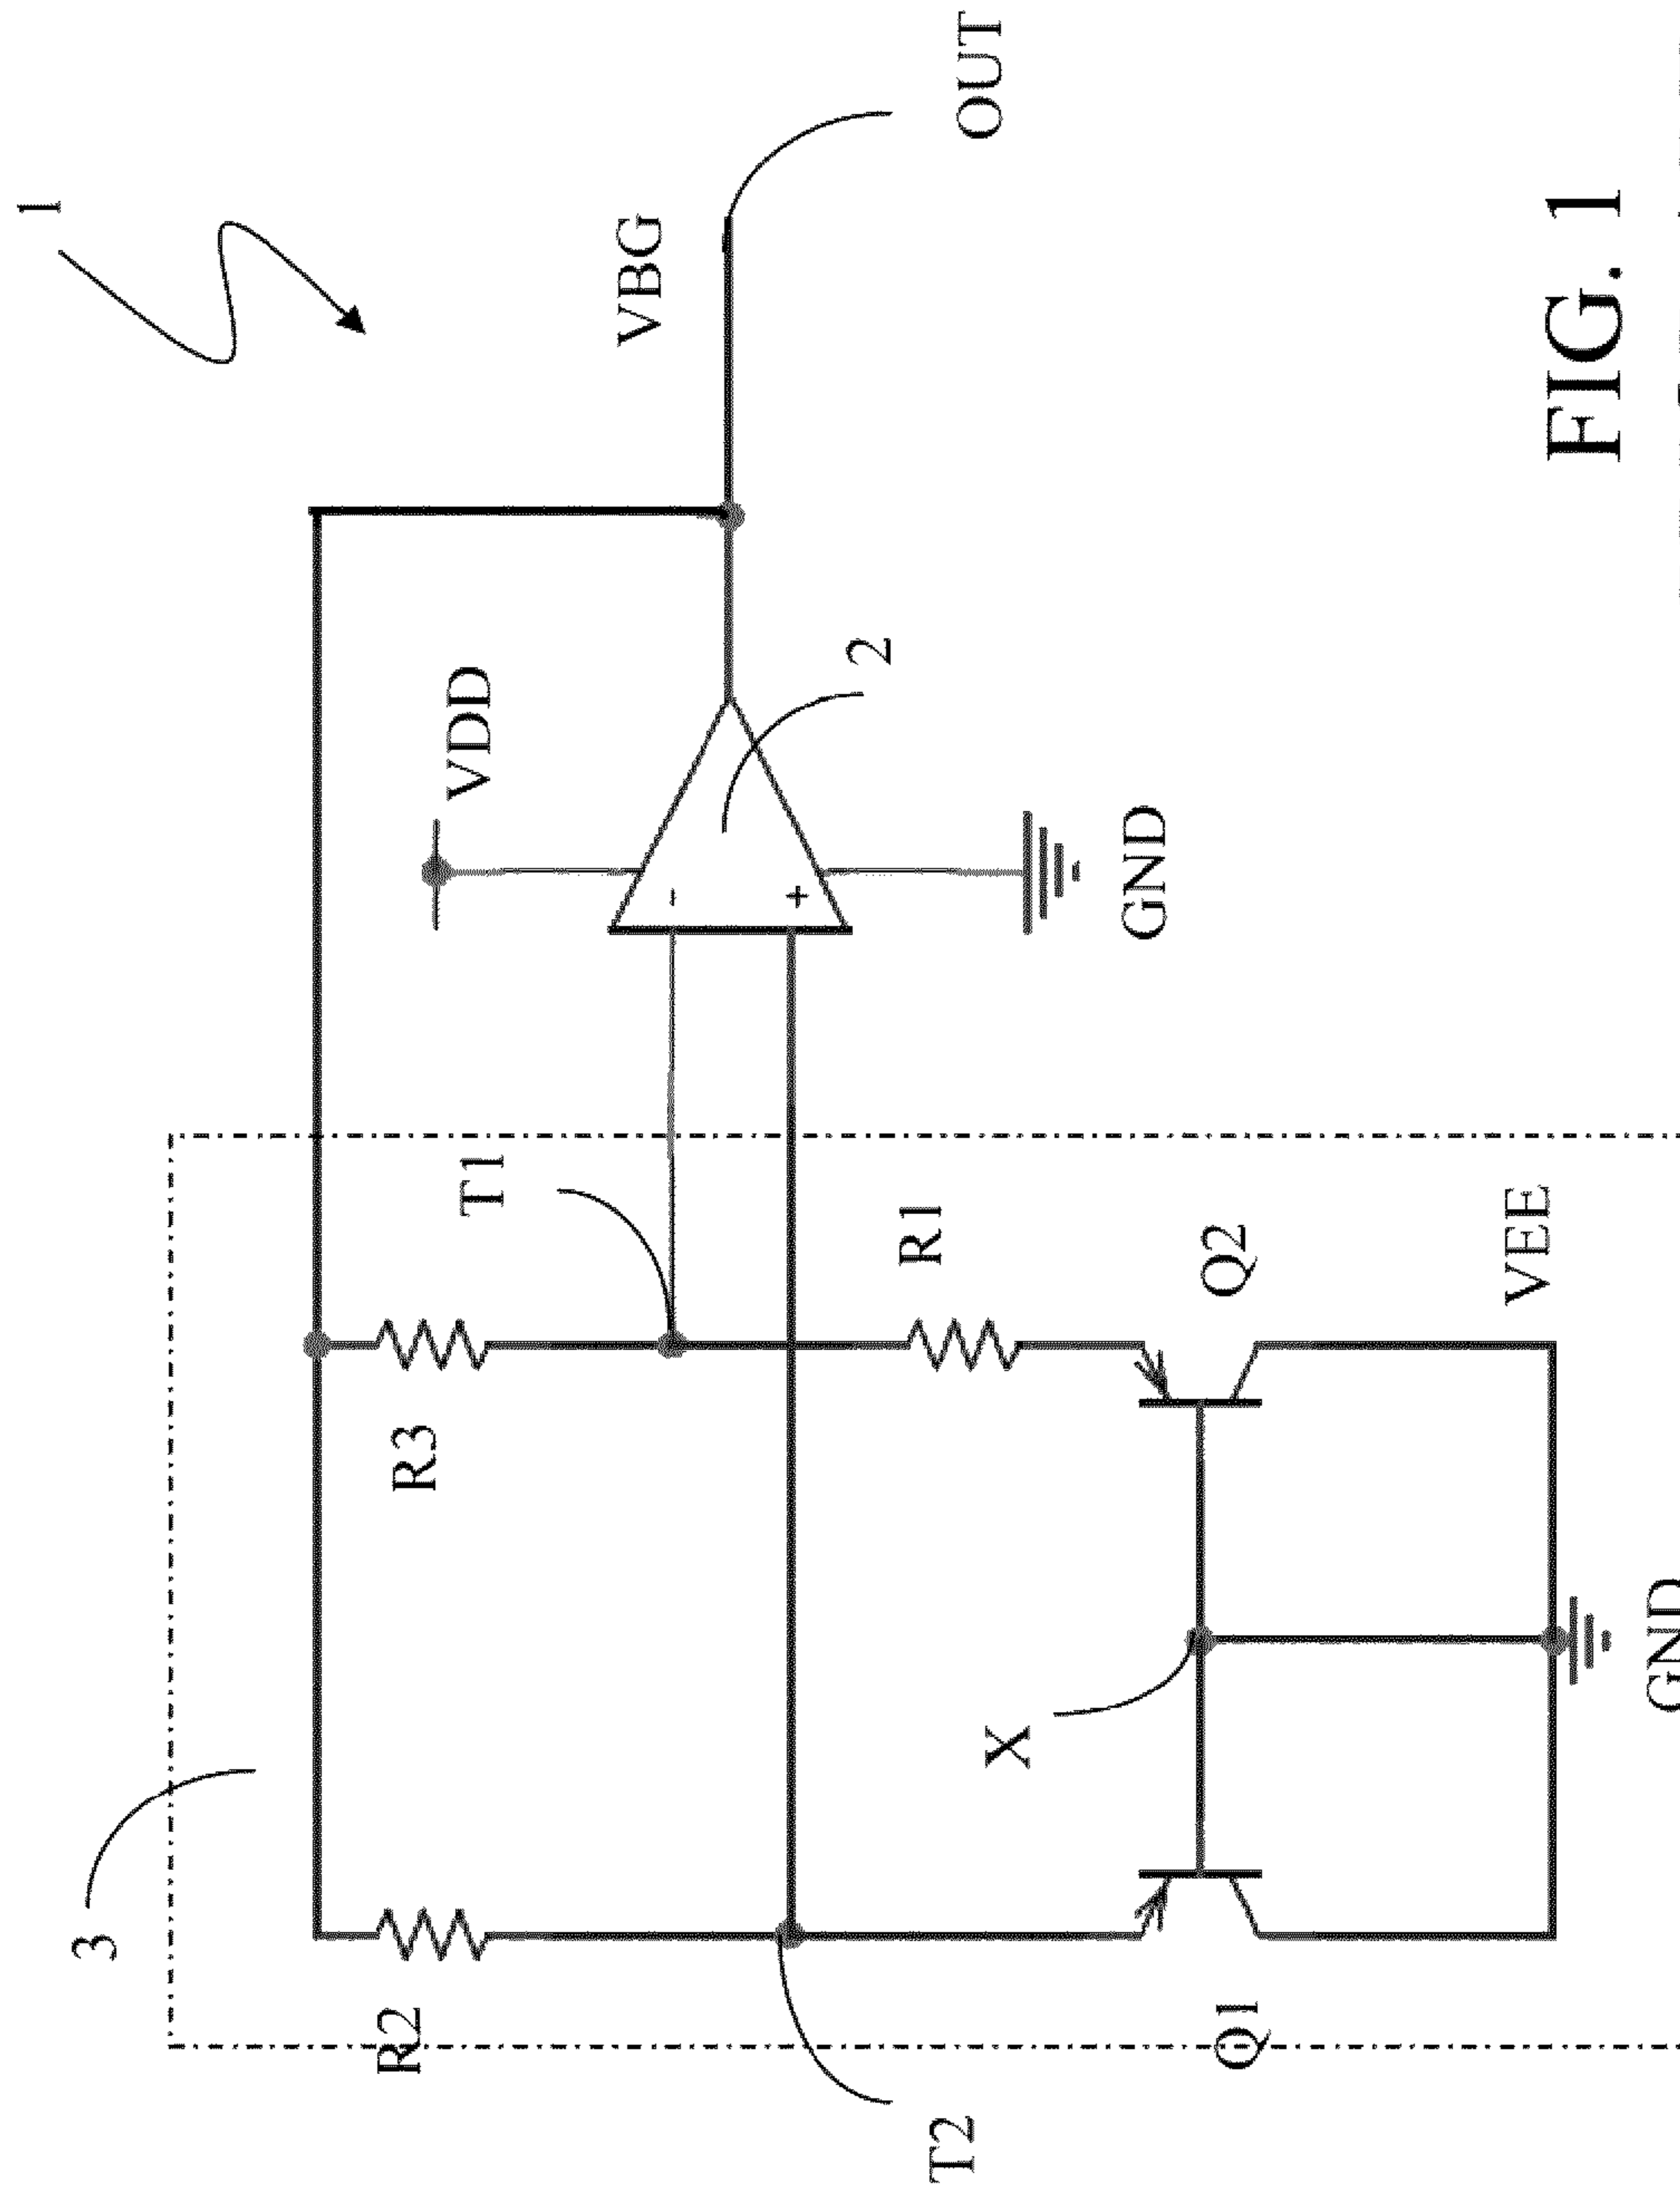 1
3
R2
R3
T1
VDD
VBG
OUT
2
T2
R1
GND
X
Q1
Q2
VEE
GND
-
+
FIG. 1